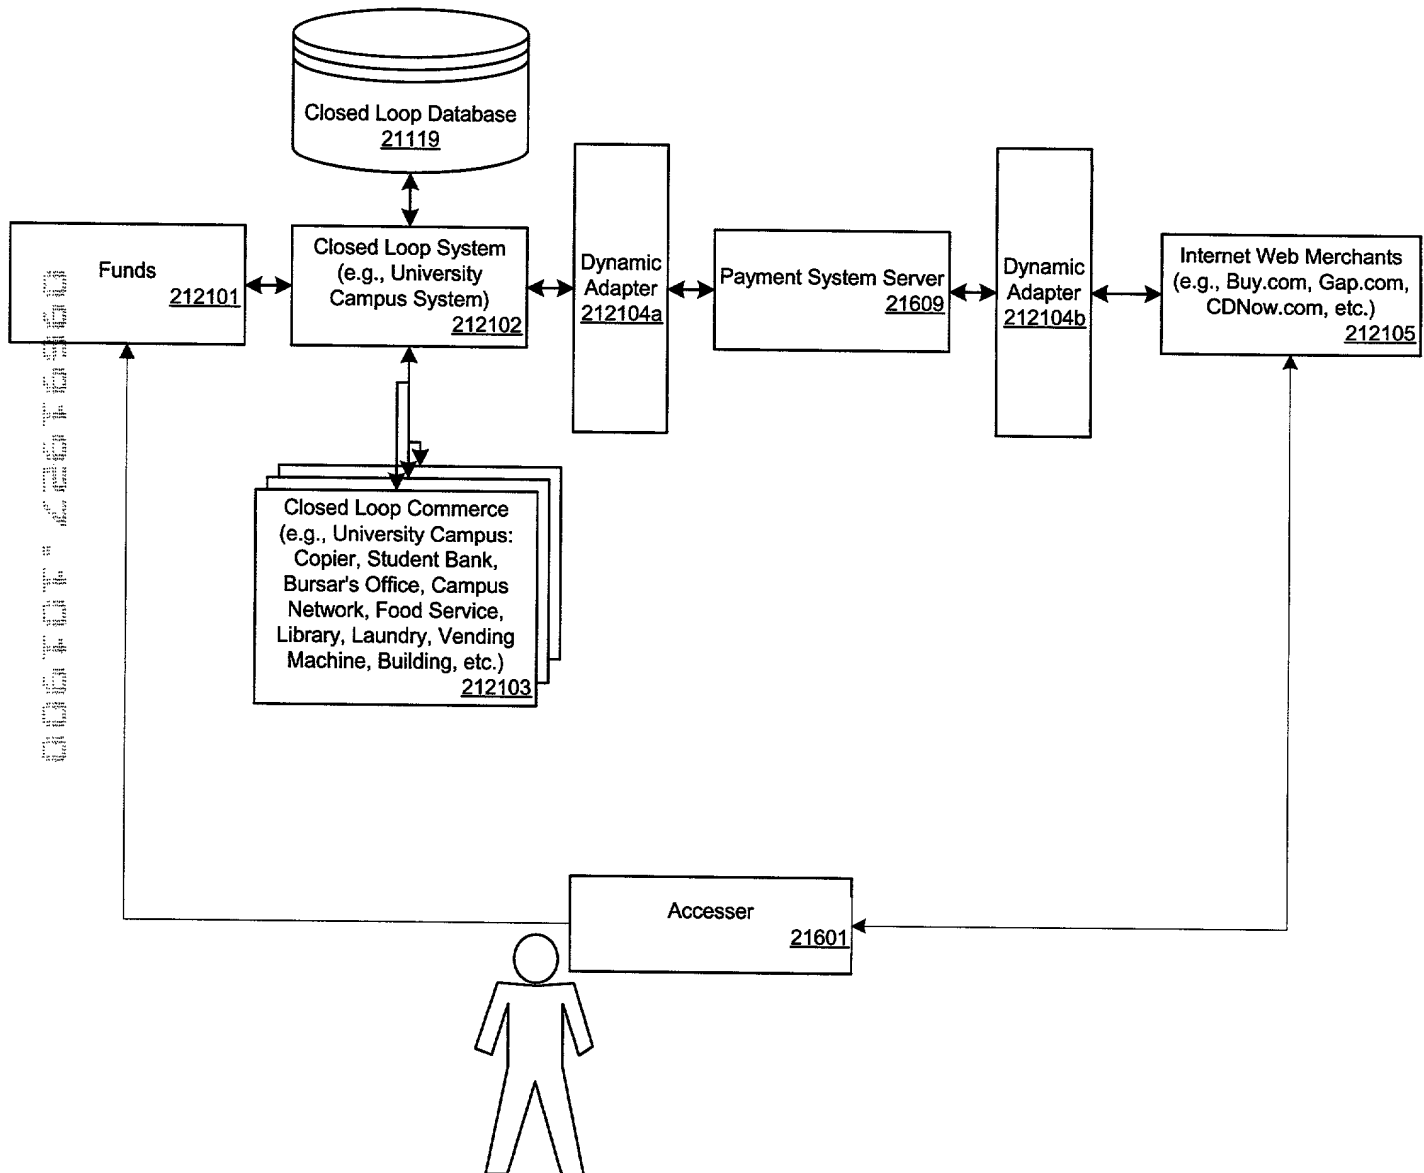 Closed Loop Database
21119
Funds
212101
Closed Loop System
(e.g., University
Campus System)
212102
Dynamic
Adapter
212104a
Payment System Server
21609
Dynamic
Adapter
212104b
Internet Web Merchants
(e.g., Buy.com, Gap.com,
CDNow.com, etc.)
212105
Closed Loop Commerce
(e.g., University Campus:
Copier, Student Bank,
Bursar's Office, Campus
Network, Food Service,
Library, Laundry, Vending
Machine, Building, etc.)
212103
Accesser
21601